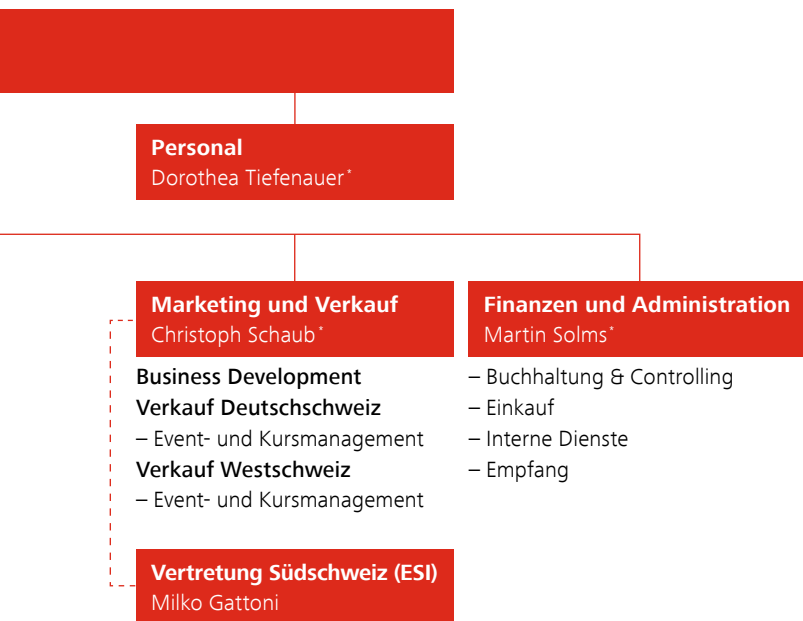 Personal
Dorothea Tiefenauer*
Marketing und Verkauf
Christoph Schaub*
Business Development
Verkauf Deutschschweiz
– Event- und Kursmanagement
Verkauf Westschweiz
– Event- und Kursmanagement
Vertretung Südschweiz (ESI)
Milko Gattoni
Finanzen und Administration
Martin Solms*
– Buchhaltung & Controlling
– Einkauf
– Interne Dienste
– Empfang